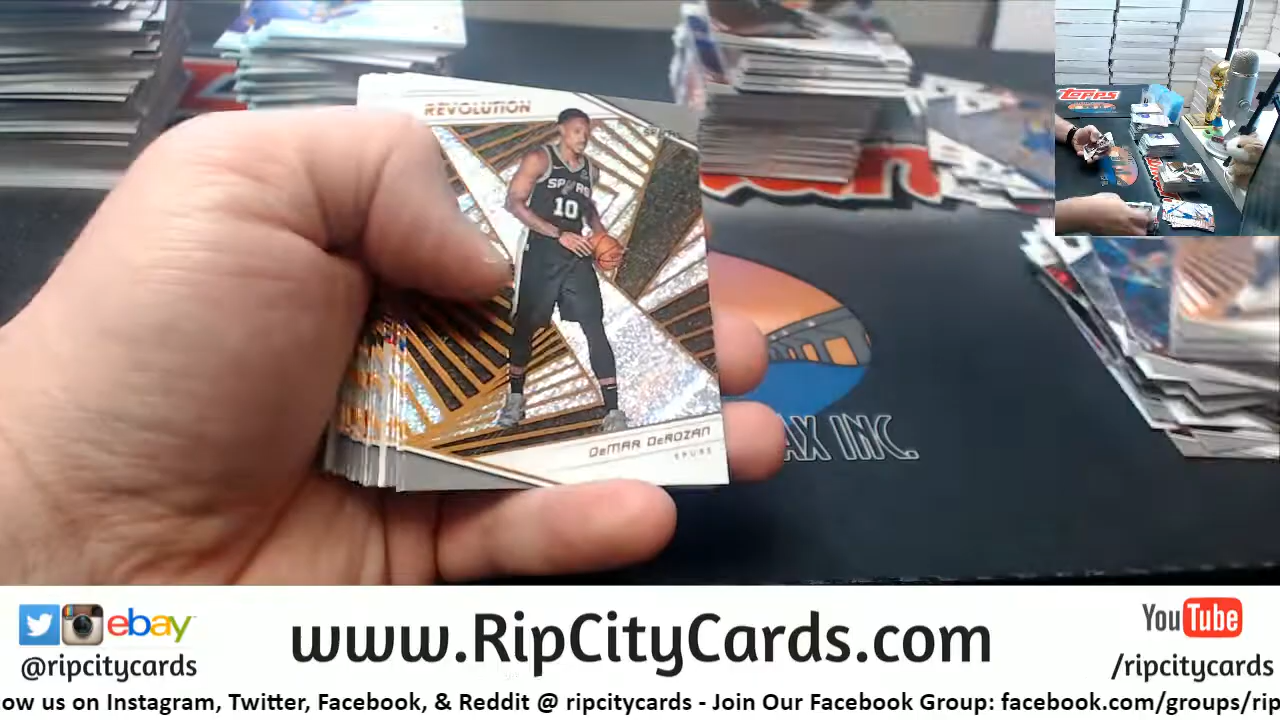 REVOLUTION
SPURS
10
DeMAR DeROZAN
SPURS
TOPPS
AX INC.
ebay
@ripcitycards
www.RipCityCards.com
YouTube
/ripcitycards
ow us on Instagram, Twitter, Facebook, & Reddit @ ripcitycards - Join Our Facebook Group: facebook.com/groups/rip